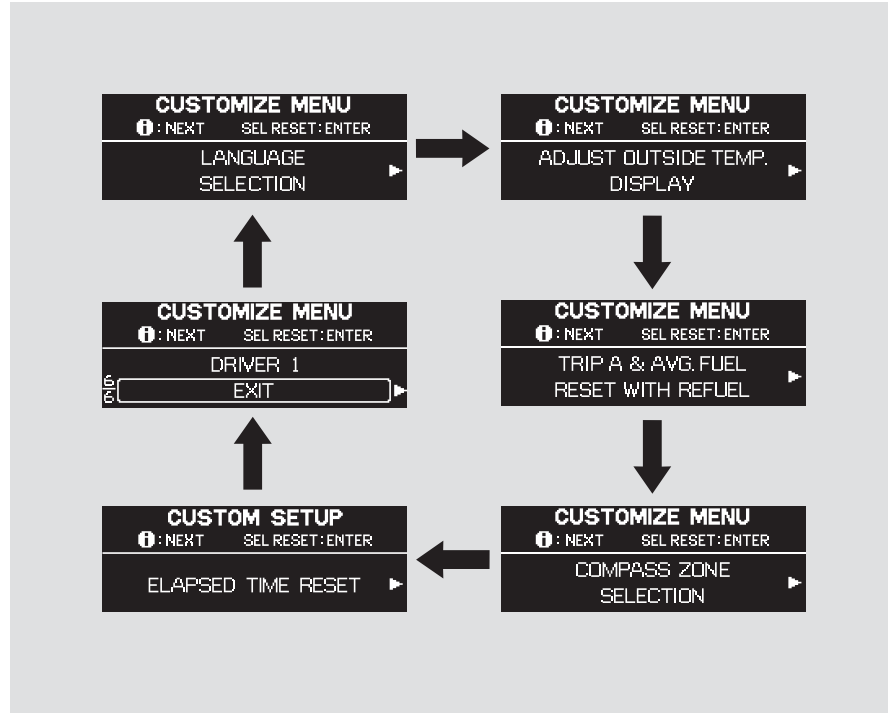 CUSTOMIZE MENU
i : NEXT SEL RESET : ENTER
LANGUAGE
SELECTION
CUSTOMIZE MENU
i : NEXT SEL RESET : ENTER
ADJUST OUTSIDE TEMP.
DISPLAY
CUSTOMIZE MENU
i : NEXT SEL RESET : ENTER
DRIVER 1
6/6 EXIT
CUSTOMIZE MENU
i : NEXT SEL RESET : ENTER
TRIP A & AVG. FUEL
RESET WITH REFUEL
CUSTOM SETUP
i : NEXT SEL RESET : ENTER
ELAPSED TIME RESET
CUSTOMIZE MENU
i : NEXT SEL RESET : ENTER
COMPASS ZONE
SELECTION